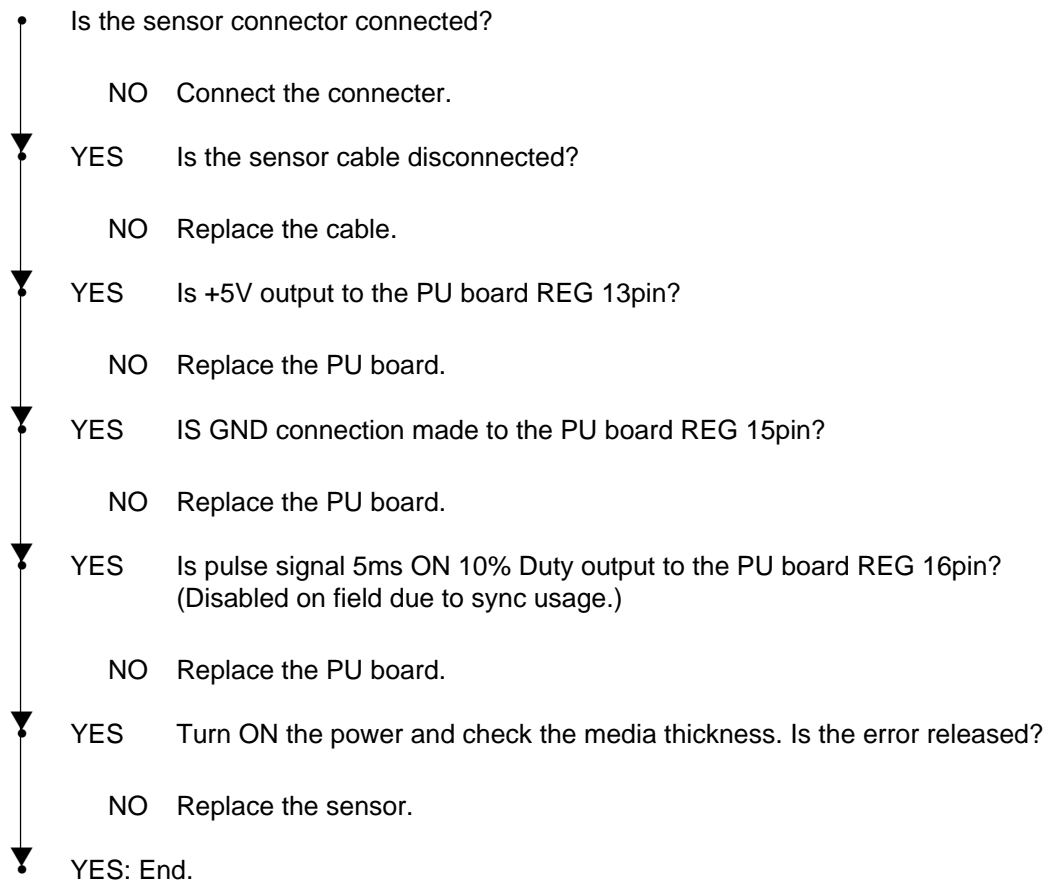 Is the sensor connector connected?
NO Connect the connecter.
YES Is the sensor cable disconnected?
NO Replace the cable.
YES Is +5V output to the PU board REG 13pin?
NO Replace the PU board.
YES IS GND connection made to the PU board REG 15pin?
NO Replace the PU board.
YES Is pulse signal 5ms ON 10% Duty output to the PU board REG 16pin?
(Disabled on field due to sync usage.)
NO Replace the PU board.
YES Turn ON the power and check the media thickness. Is the error released?
NO Replace the sensor.
YES: End.